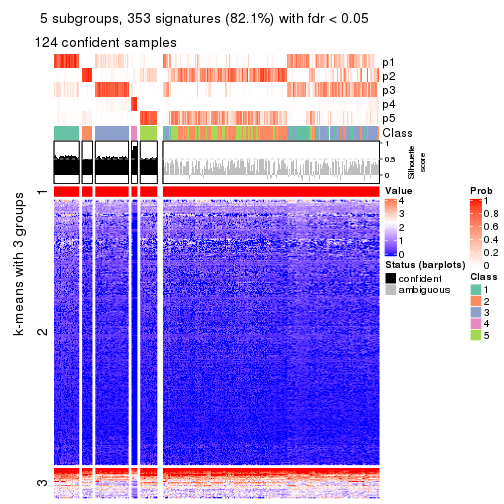 5 subgroups, 353 signatures (82.1%) with fdr < 0.05
124 confident samples
p1
p2
p3
p4
p5
Class
1
0.5
0
Silhouette
score
k-means with 3 groups
1
2
3
Value
4
3
2
1
0
Status (barplots)
confident
ambiguous
Prob
1
0.8
0.6
0.4
0.2
0
Class
1
2
3
4
5